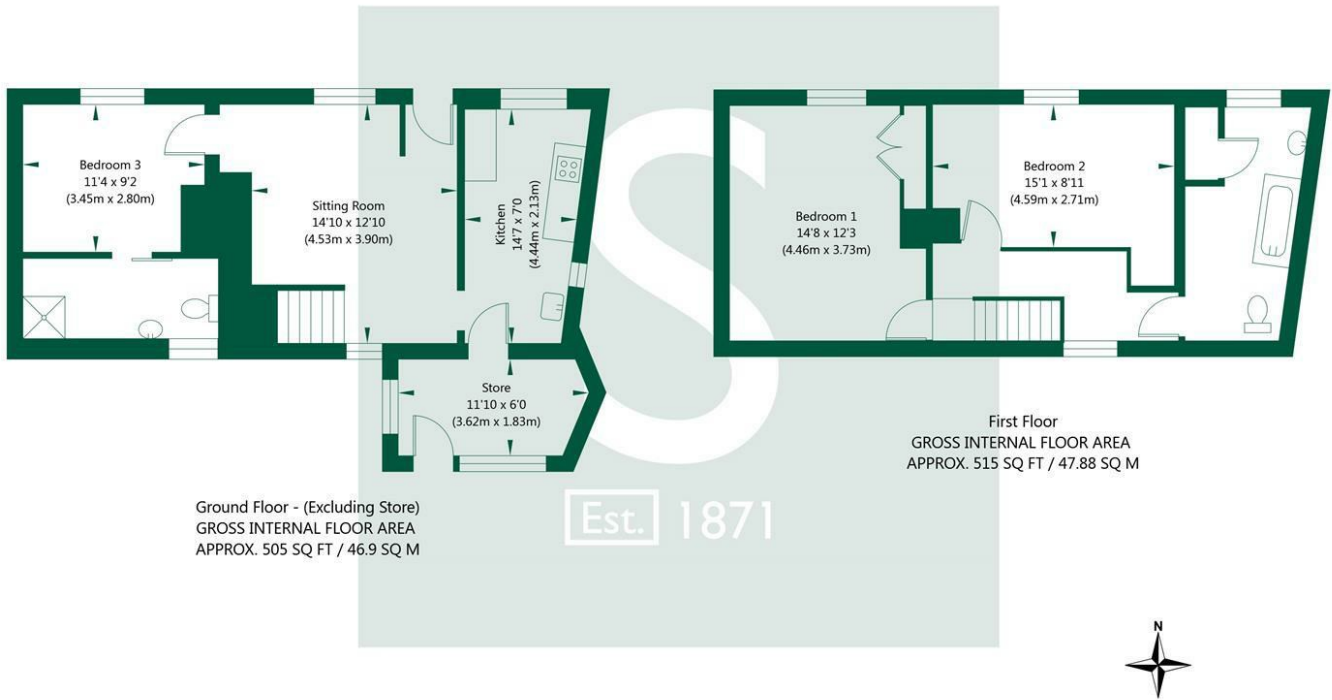 Bedroom 3
11'4 x 9'2
(3.45m x 2.80m)
Sitting Room
14'10 x 12'10
(4.53m x 3.90m)
Kitchen
14'7 x 7'0
(4.44m x 2.13m)
Store
11'10 x 6'0
(3.62m x 1.83m)
Ground Floor - (Excluding Store)
GROSS INTERNAL FLOOR AREA
APPROX. 505 SQ FT / 46.9 SQ M
Bedroom 1
14'8 x 12'3
(4.46m x 3.73m)
Bedroom 2
15'1 x 8'11
(4.59m x 2.71m)
First Floor
GROSS INTERNAL FLOOR AREA
APPROX. 515 SQ FT / 47.88 SQ M
S
Est. 1871
N